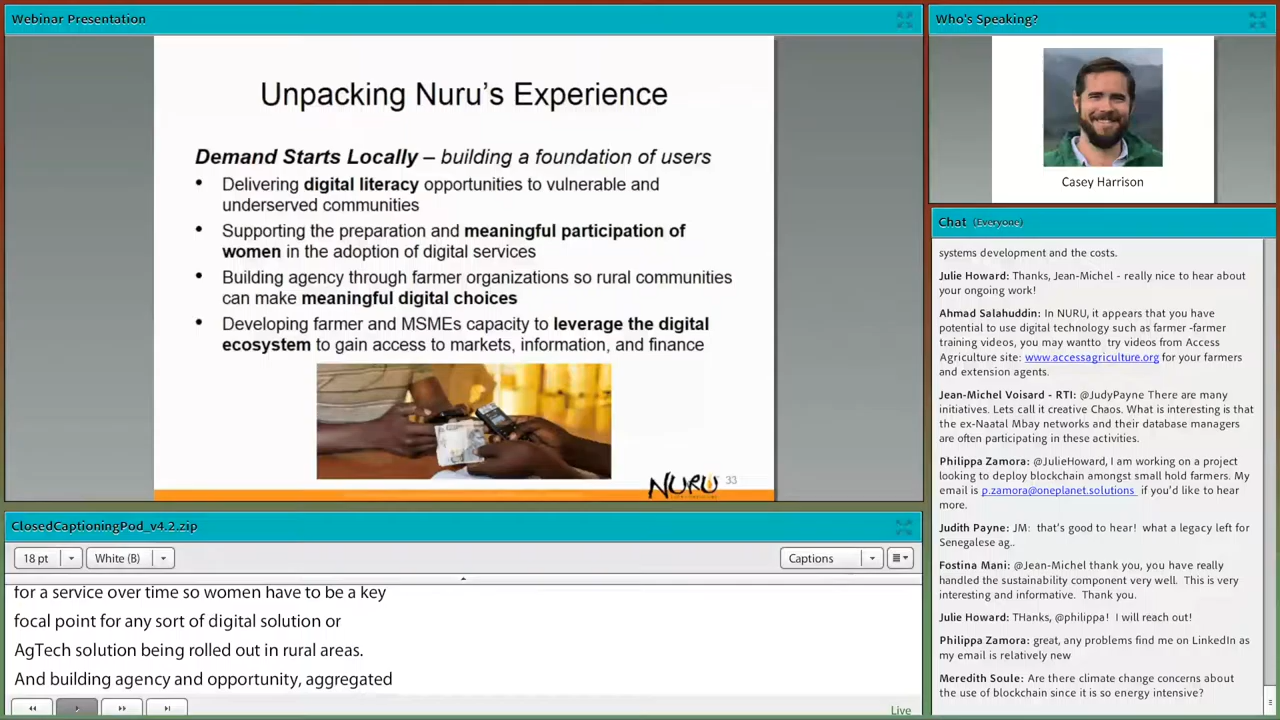 Webinar Presentation
Unpacking Nuru's Experience
Demand Starts Locally – building a foundation of users
• Delivering digital literacy opportunities to vulnerable and
underserved communities
• Supporting the preparation and meaningful participation of
women in the adoption of digital services
• Building agency through farmer organizations so rural communities
can make meaningful digital choices
• Developing farmer and MSMEs capacity to leverage the digital
ecosystem to gain access to markets, information, and finance
NURU
33
ClosedCaptioningPod_v4.2.zip
18 pt
White (B)
Captions
for a service over time so women have to be a key
focal point for any sort of digital solution or
AgTech solution being rolled out in rural areas.
And building agency and opportunity, aggregated
Live
Who's Speaking?
Casey Harrison
Chat (Everyone)
systems development and the costs.
Julie Howard: Thanks, Jean-Michel - really nice to hear about
your ongoing work!
Ahmad Salahuddin: In NURU, it appears that you have
potential to use digital technology such as farmer -farmer
training videos, you may wantto try videos from Access
Agriculture site: www.accessagriculture.org for your farmers
and extension agents.
Jean-Michel Voisard - RTI: @JudyPayne There are many
initiatives. Lets call it creative Chaos. What is interesting is that
the ex-Naatal Mbay networks and their database managers
are often participating in these activities.
Philippa Zamora: @JulieHoward, I am working on a project
looking to deploy blockchain amongst small hold farmers. My
email is p.zamora@oneplanet.solutions if you'd like to hear
more.
Judith Payne: JM: that's good to hear! what a legacy left for
Senegalese ag..
Fostina Mani: @Jean-Michel thank you, you have really
handled the sustainability component very well. This is very
interesting and informative. Thank you.
Julie Howard: THanks, @philippa! I will reach out!
Philippa Zamora: great, any problems find me on LinkedIn as
my email is relatively new
Meredith Soule: Are there climate change concerns about
the use of blockchain since it is so energy intensive?